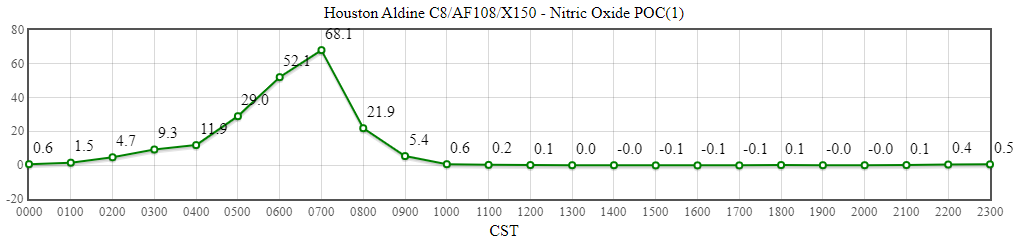 Houston Aldine C8/AF108/X150 - Nitric Oxide POC(1)
80
60
40
20
0
-20
0.6 1.5 4.7 9.3 11.9 29.0 52.1 68.1 21.9 5.4 0.6 0.2 0.1 0.0 -0.0 -0.1 -0.1 -0.1 0.1 -0.0 -0.0 0.1 0.4 0.5
0000 0100 0200 0300 0400 0500 0600 0700 0800 0900 1000 1100 1200 1300 1400 1500 1600 1700 1800 1900 2000 2100 2200 2300
CST